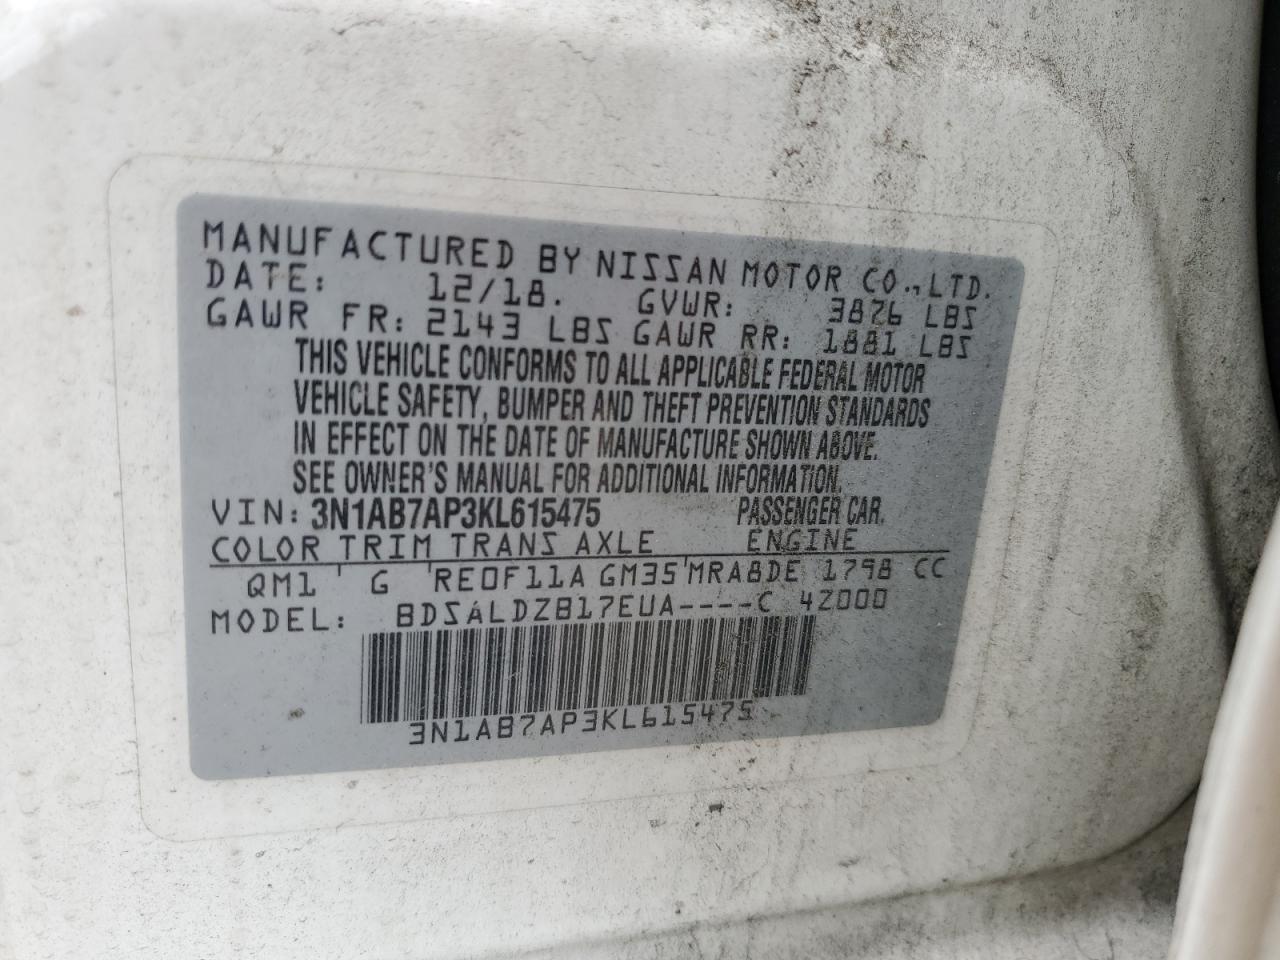 MANUFACTURED BY NISSAN MOTOR CO., LTD.
DATE: 12/18. GVWR: 3876 LBS
GAWR FR: 2143 LBS GAWR RR: 1881 LBS
THIS VEHICLE CONFORMS TO ALL APPLICABLE FEDERAL MOTOR
VEHICLE SAFETY, BUMPER AND THEFT PREVENTION STANDARDS
IN EFFECT ON THE DATE OF MANUFACTURE SHOWN ABOVE.
SEE OWNER'S MANUAL FOR ADDITIONAL INFORMATION.
VIN: 3N1AB7AP3KL615475 PASSENGER CAR.
COLOR TRIM TRANS AXLE ENGINE
QM1 ' G ' RE0F11A GM35 ' MRA8DE 1798 CC
MODEL: BDSALDZB17EUA----C 42000
3N1AB7AP3KL615475